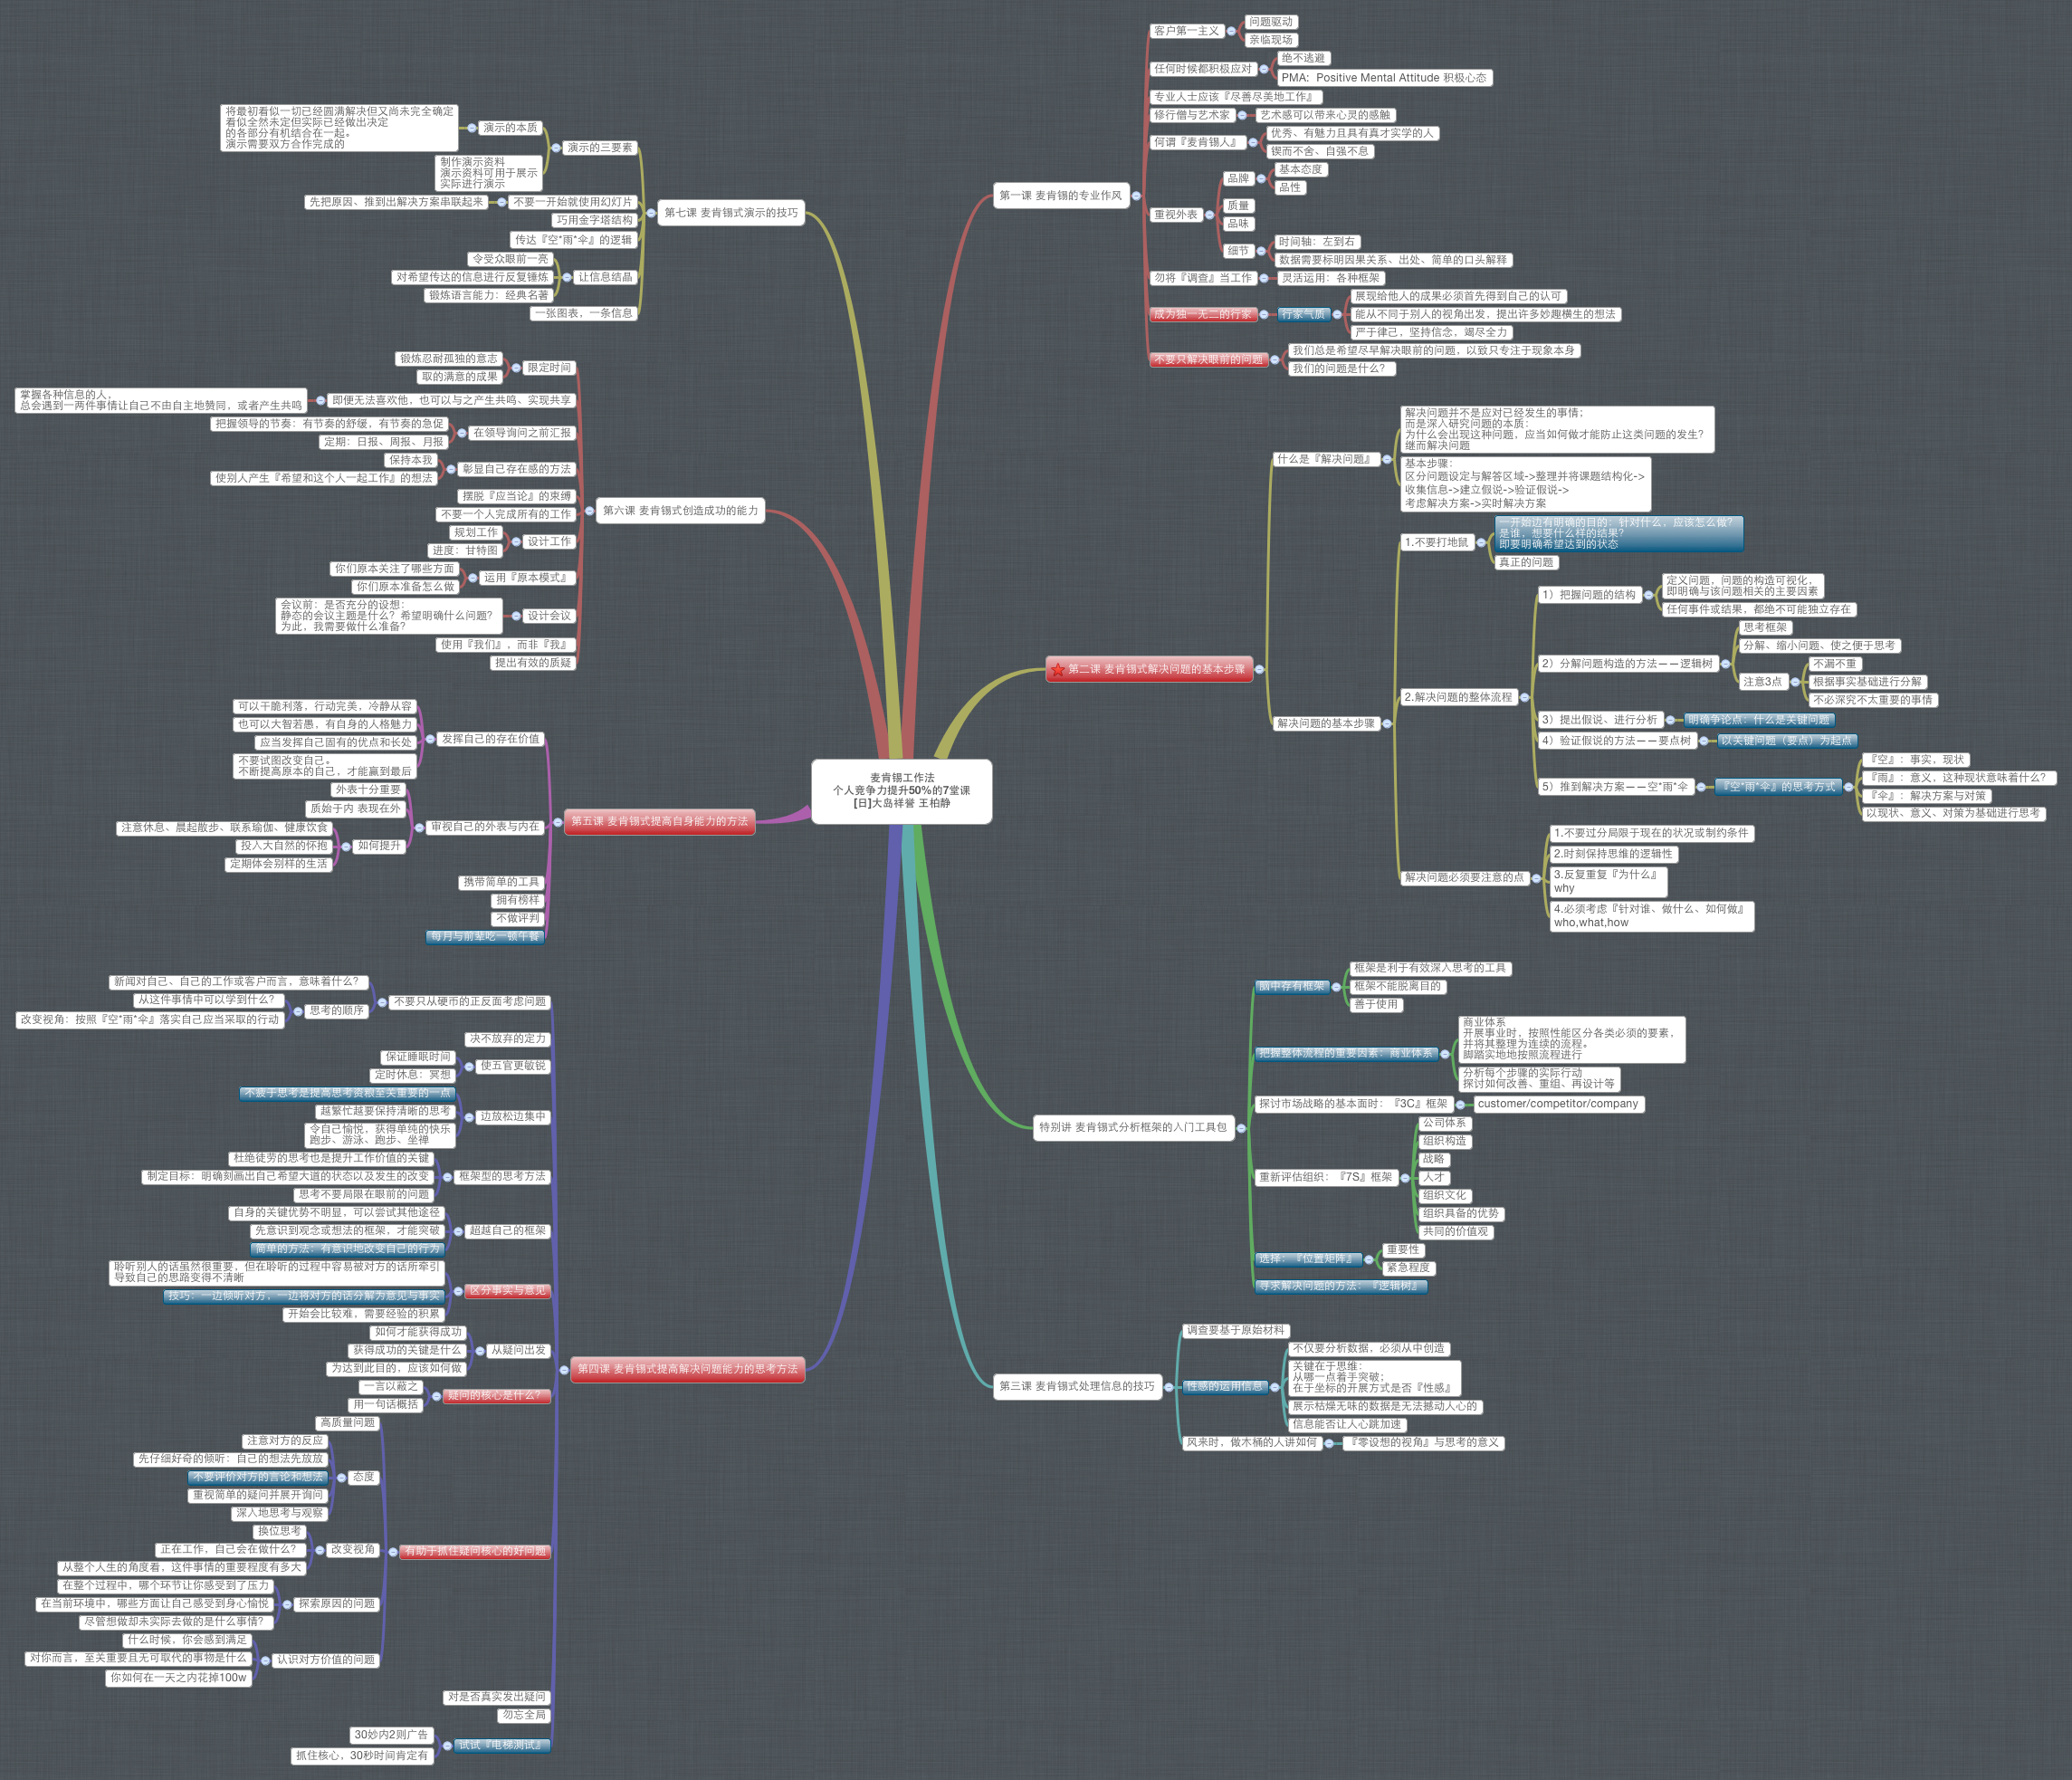 麦肯锡工作法
个人竞争力提升50%的7堂课
[日]大岛祥誉 王柏静
第一课 麦肯锡的专业作风
客户第一主义
问题驱动
亲临现场
任何时候都积极应对
绝不逃避
PMA：Positive Mental Attitude 积极心态
专业人士应该『尽善尽美地工作』
修行僧与艺术家
艺术感可以带来心灵的感触
何谓『麦肯锡人』
优秀、有魅力且具有真才实学的人
锲而不舍、自强不息
重视外表
品牌
基本态度
品性
质量
品味
细节
时间轴：左到右
数据需要标明因果关系、出处、简单的口头解释
勿将『调查』当工作
灵活运用：各种框架
成为独一无二的行家
行家气质
展现给他人的成果必须首先得到自己的认可
能从不同于别人的视角出发，提出许多妙趣横生的想法
严于律己，坚持信念，竭尽全力
不要只解决眼前的问题
我们总是希望尽早解决眼前的问题，以致只专注于现象本身
我们的问题是什么？
第二课 麦肯锡式解决问题的基本步骤
什么是『解决问题』
解决问题并不是应对已经发生的事情：
而是深入研究问题的本质：
为什么会出现这种问题，应当如何做才能防止这类问题的发生？
继而解决问题
基本步骤：
区分问题设定与解答区域->整理并将课题结构化->
收集信息->建立假说->验证假说->
考虑解决方案->实时解决方案
解决问题的基本步骤
1.不要打地鼠
一开始边有明确的目的：针对什么，应该怎么做？
是谁，想要什么样的结果？
即要明确希望达到的状态
真正的问题
2.解决问题的整体流程
1）把握问题的结构
定义问题，问题的构造可视化，
即明确与该问题相关的主要因素
任何事件或结果，都绝不可能独立存在
2）分解问题构造的方法——逻辑树
思考框架
分解、缩小问题、使之便于思考
注意3点
不漏不重
根据事实基础进行分解
不必深究不太重要的事情
3）提出假说、进行分析
明确争论点：什么是关键问题
4）验证假说的方法——要点树
以关键问题（要点）为起点
5）推到解决方案——空*雨*伞
『空*雨*伞』的思考方式
『空』：事实，现状
『雨』：意义，这种现状意味着什么？
『伞』：解决方案与对策
以现状、意义、对策为基础进行思考
解决问题必须要注意的点
1.不要过分局限于现在的状况或制约条件
2.时刻保持思维的逻辑性
3.反复重复『为什么』
why
4.必须考虑『针对谁、做什么、如何做』
who,what,how
特别讲 麦肯锡式分析框架的入门工具包
脑中存有框架
框架是利于有效深入思考的工具
框架不能脱离目的
善于使用
把握整体流程的重要因素：商业体系
商业体系
开展事业时，按照性能区分各类必须的要素，
并将其整理为连续的流程。
脚踏实地地按照流程进行
分析每个步骤的实际行动
探讨如何改善、重组、再设计等
探讨市场战略的基本面时：『3C』框架
customer/competitor/company
重新评估组织：『7S』框架
公司体系
组织构造
战略
人才
组织文化
组织具备的优势
共同的价值观
选择：『位置矩阵』
重要性
紧急程度
寻求解决问题的方法：『逻辑树』
第三课 麦肯锡式处理信息的技巧
调查要基于原始材料
性感的运用信息
不仅要分析数据，必须从中创造
关键在于思维：
从哪一点着手突破；
在于坐标的开展方式是否『性感』
展示枯燥无味的数据是无法撼动人心的
信息能否让人心跳加速
风来时，做木桶的人讲如何
『零设想的视角』与思考的意义
第七课 麦肯锡式演示的技巧
演示的三要素
演示的本质
将最初看似一切已经圆满解决但又尚未完全确定
看似全然未定但实际已经做出决定
的各部分有机结合在一起。
演示需要双方合作完成的
制作演示资料
演示资料可用于展示
实际进行演示
不要一开始就使用幻灯片
先把原因、推到出解决方案串联起来
巧用金字塔结构
传达『空*雨*伞』的逻辑
让信息结晶
令受众眼前一亮
对希望传达的信息进行反复锤炼
锻炼语言能力：经典名著
一张图表，一条信息
第六课 麦肯锡式创造成功的能力
限定时间
锻炼忍耐孤独的意志
取的满意的成果
即便无法喜欢他，也可以与之产生共鸣、实现共享
掌握各种信息的人，
总会遇到一两件事情让自己不由自主地赞同，或者产生共鸣
在领导询问之前汇报
把握领导的节奏：有节奏的舒缓，有节奏的急促
定期：日报、周报、月报
彰显自己存在感的方法
保持本我
使别人产生『希望和这个人一起工作』的想法
摆脱『应当论』的束缚
不要一个人完成所有的工作
设计工作
规划工作
进度：甘特图
运用『原本模式』
你们原本关注了哪些方面
你们原本准备怎么做
设计会议
会议前：是否充分的设想：
静态的会议主题是什么？希望明确什么问题？
为此，我需要做什么准备？
使用『我们』，而非『我』
提出有效的质疑
第五课 麦肯锡式提高自身能力的方法
发挥自己的存在价值
可以干脆利落，行动完美，冷静从容
也可以大智若愚，有自身的人格魅力
应当发挥自己固有的优点和长处
不要试图改变自己。
不断提高原本的自己，才能赢到最后
审视自己的外表与内在
外表十分重要
质始于内 表现在外
如何提升
注意休息、晨起散步、联系瑜伽、健康饮食
投入大自然的怀抱
定期体会别样的生活
携带简单的工具
拥有榜样
不做评判
每月与前辈吃一顿午餐
第四课 麦肯锡式提高解决问题能力的思考方法
不要只从硬币的正反面考虑问题
新闻对自己、自己的工作或客户而言，意味着什么？
思考的顺序
从这件事情中可以学到什么？
改变视角：按照『空*雨*伞』落实自己应当采取的行动
决不放弃的定力
使五官更敏锐
保证睡眠时间
定时休息：冥想
边放松边集中
不疲于思考是提高思考资粮至关重要的一点
越繁忙越要保持清晰的思考
令自己愉悦，获得单纯的快乐
跑步、游泳、跑步、坐禅
框架型的思考方法
杜绝徒劳的思考也是提升工作价值的关键
制定目标：明确刻画出自己希望大道的状态以及发生的改变
思考不要局限在眼前的问题
超越自己的框架
自身的关键优势不明显，可以尝试其他途径
先意识到观念或想法的框架，才能突破
简单的方法：有意识地改变自己的行为
区分事实与意见
聆听别人的话虽然很重要，但在聆听的过程中容易被对方的话所牵引
导致自己的思路变得不清晰
技巧：一边倾听对方，一边将对方的话分解为意见与事实
开始会比较难，需要经验的积累
从疑问出发
如何才能获得成功
获得成功的关键是什么
为达到此目的，应该如何做
疑问的核心是什么？
一言以蔽之
用一句话概括
有助于抓住疑问核心的好问题
高质量问题
态度
注意对方的反应
先仔细好奇的倾听：自己的想法先放放
不要评价对方的言论和想法
重视简单的疑问并展开询问
深入地思考与观察
改变视角
换位思考
正在工作，自己会在做什么？
从整个人生的角度看，这件事情的重要程度有多大
探索原因的问题
在整个过程中，哪个环节让你感受到了压力
在当前环境中，哪些方面让自己感受到身心愉悦
尽管想做却未实际去做的是什么事情？
认识对方价值的问题
什么时候，你会感到满足
对你而言，至关重要且无可取代的事物是什么
你如何在一天之内花掉100w
对是否真实发出疑问
勿忘全局
试试『电梯测试』
30妙内2则广告
抓住核心，30秒时间肯定有